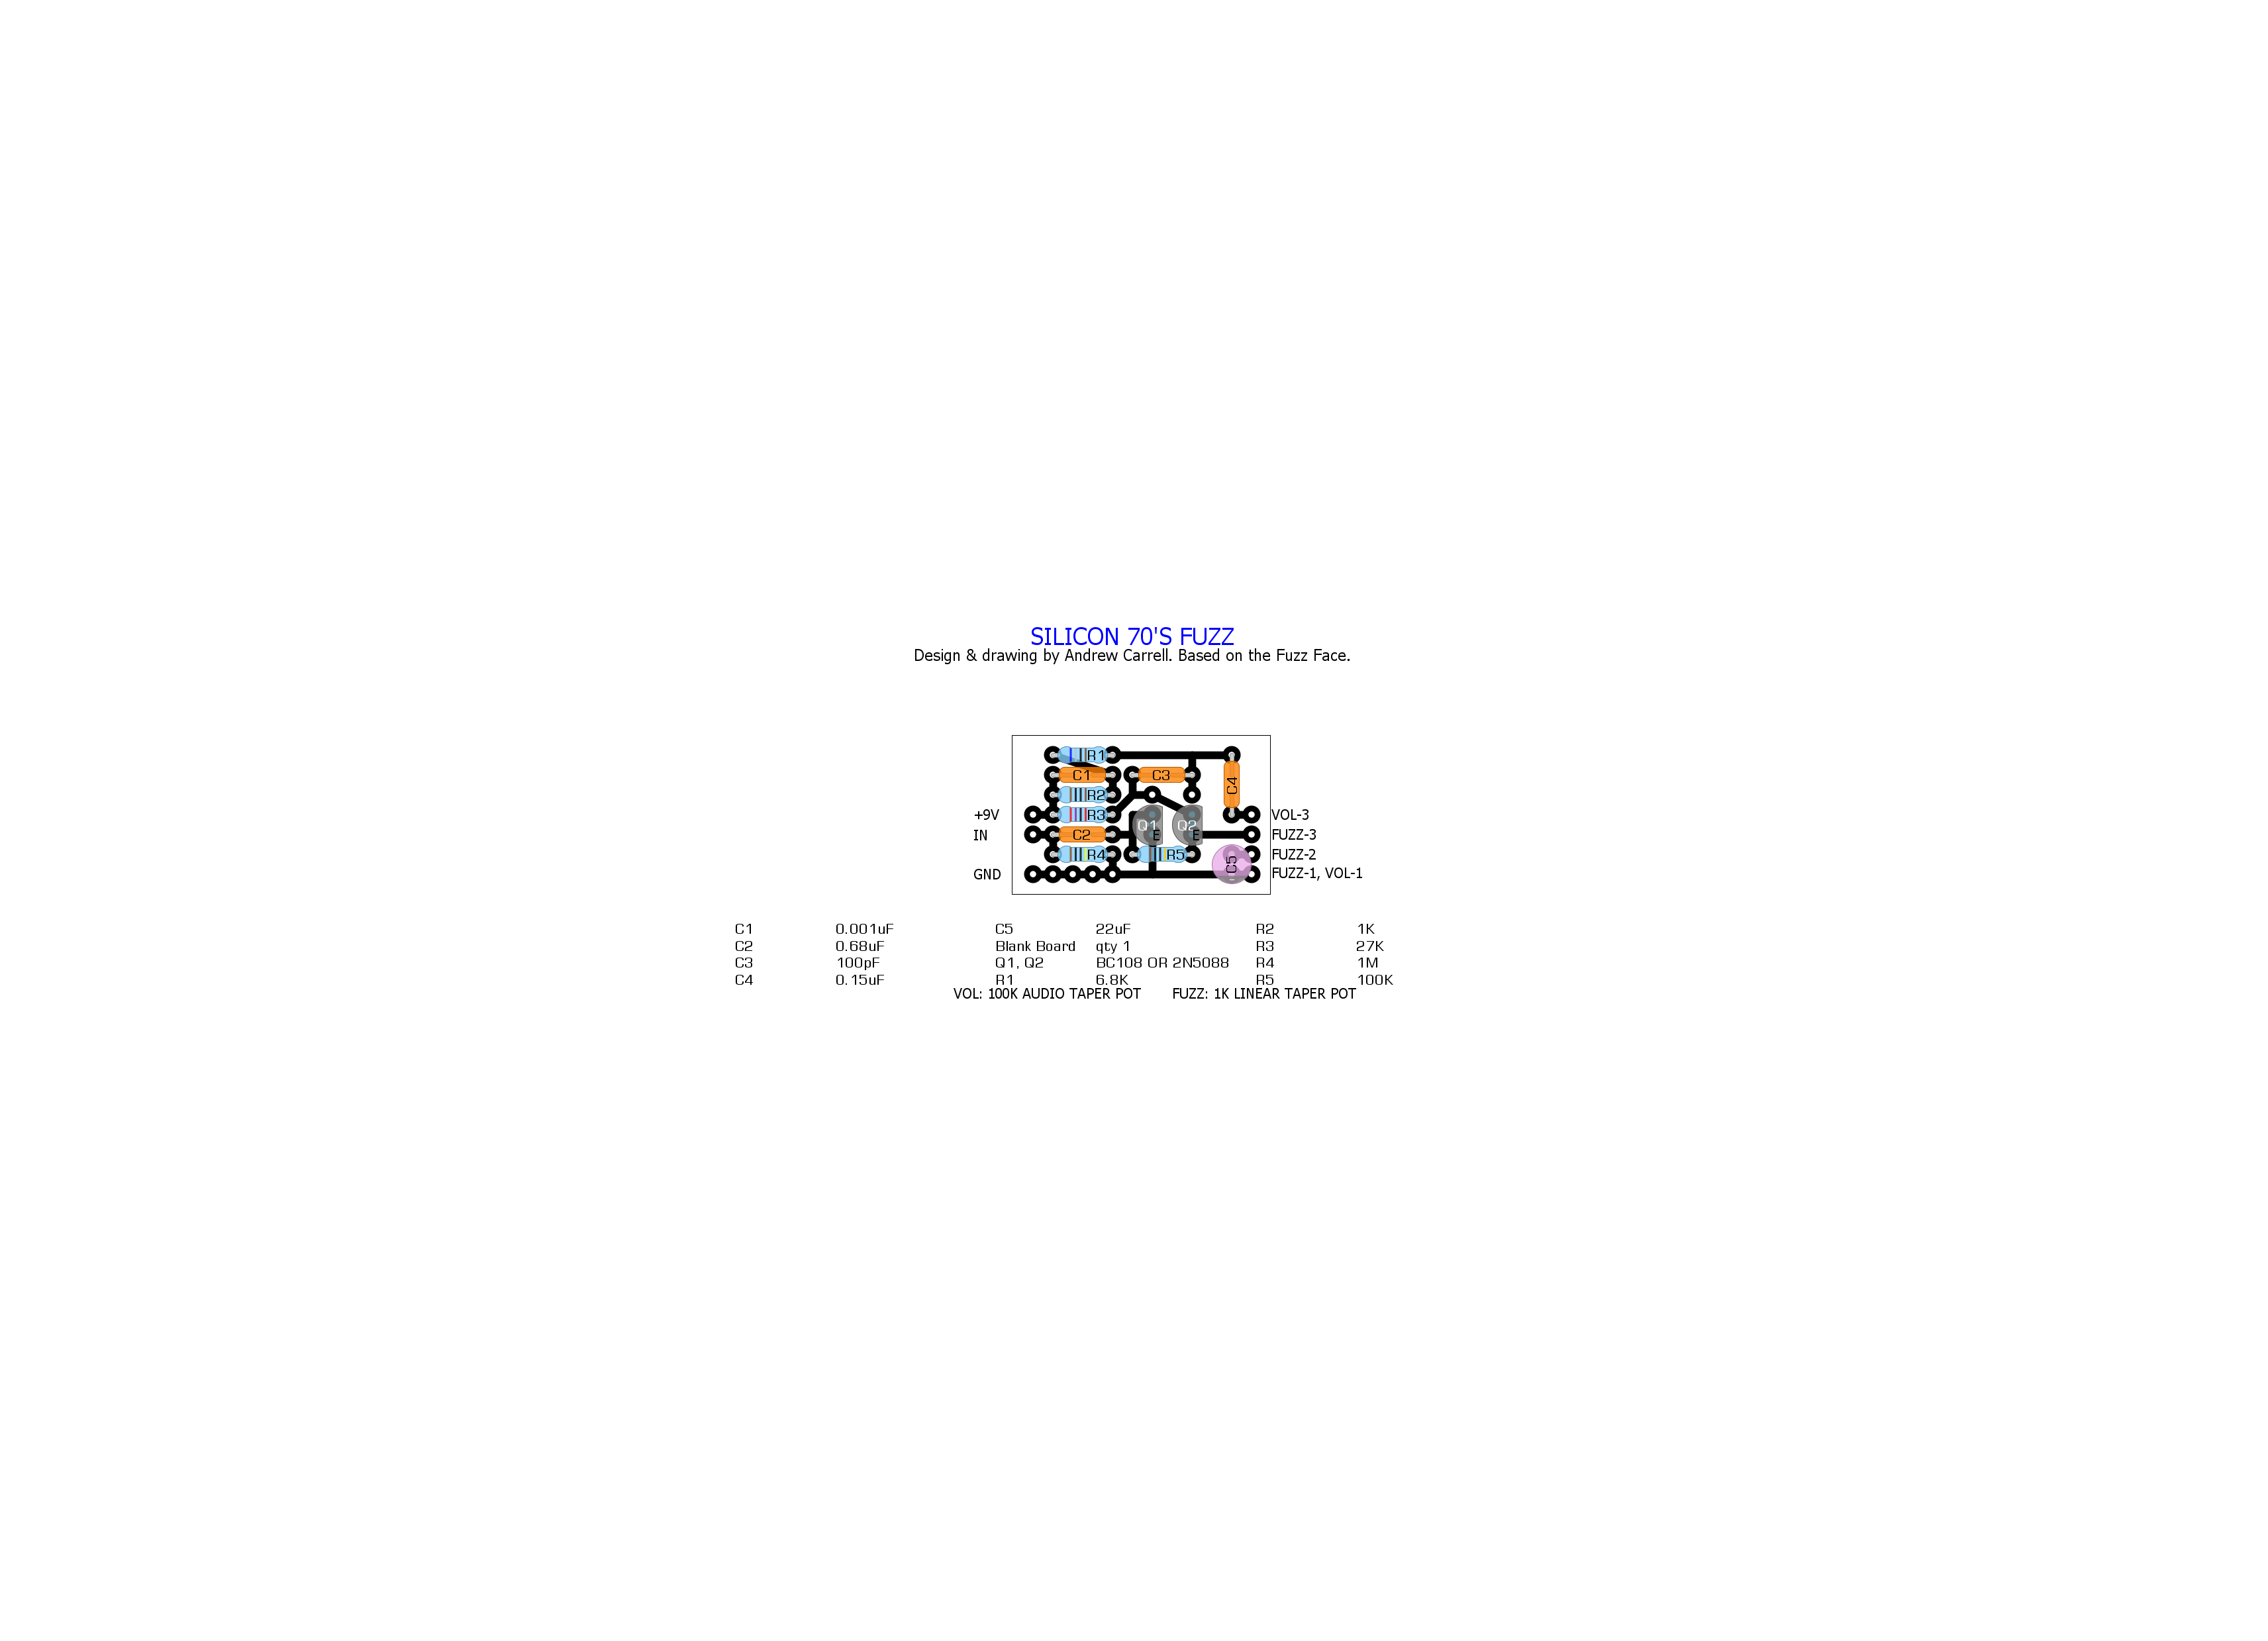 SILICON 70'S FUZZ
Design & drawing by Andrew Carrell. Based on the Fuzz Face.
R1
C1 C3
C4
R2
+9V R3 VOL-3
Q1 Q2
IN C2 E E FUZZ-3
R4 R5 FUZZ-2
C5
GND FUZZ-1, VOL-1
C1 0.001uF C5 22uF R2 1K
C2 0.68uF Blank Board qty 1 R3 27K
C3 100pF Q1, Q2 BC108 OR 2N5088 R4 1M
C4 0.15uF R1 6.8K R5 100K
VOL: 100K AUDIO TAPER POT FUZZ: 1K LINEAR TAPER POT